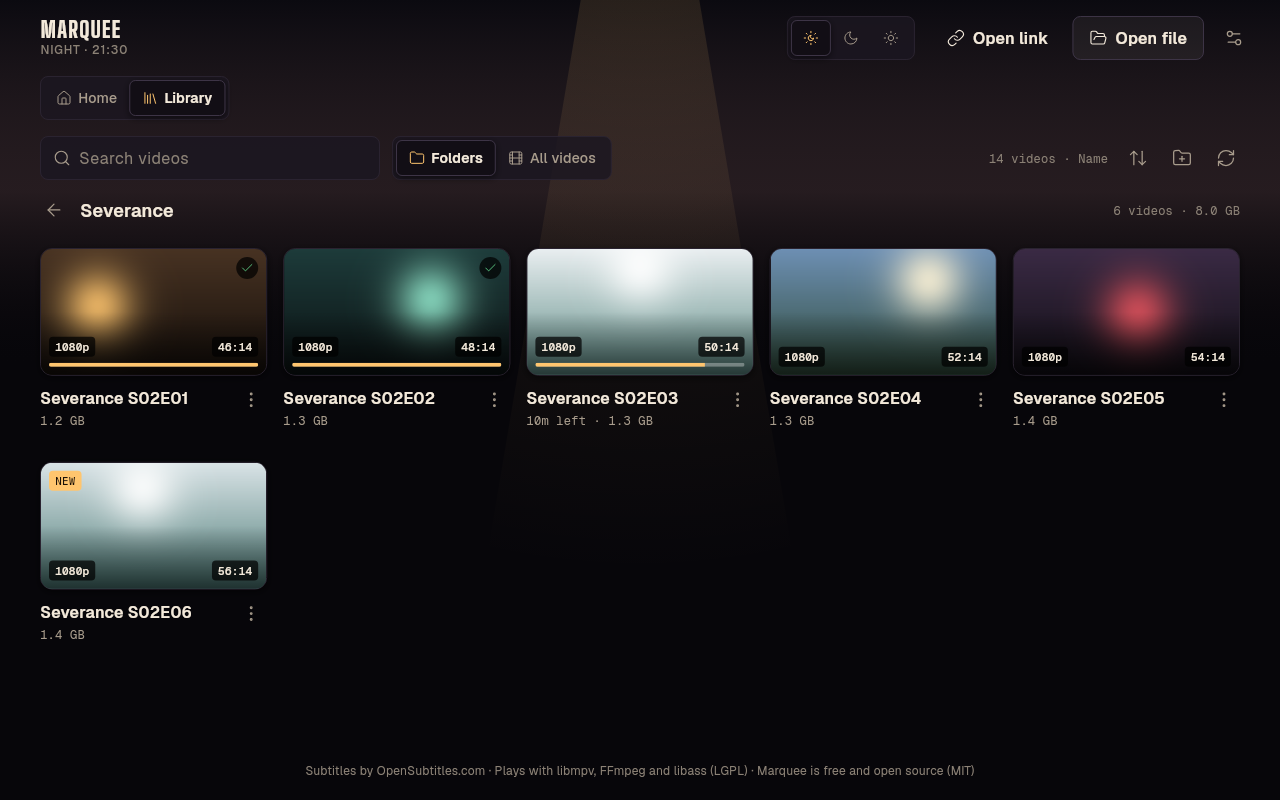 MARQUEE
NIGHT · 21:30
Open link
Open file
Home
Library
Search videos
Folders
All videos
14 videos · Name
Severance
6 videos · 8.0 GB
1080p
46:14
1080p
48:14
1080p
50:14
1080p
52:14
1080p
54:14
Severance S02E01
Severance S02E02
Severance S02E03
Severance S02E04
Severance S02E05
1.2 GB
1.3 GB
10m left · 1.3 GB
1.3 GB
1.4 GB
NEW
1080p
56:14
Severance S02E06
1.4 GB
Subtitles by OpenSubtitles.com · Plays with libmpv, FFmpeg and libass (LGPL) · Marquee is free and open source (MIT)